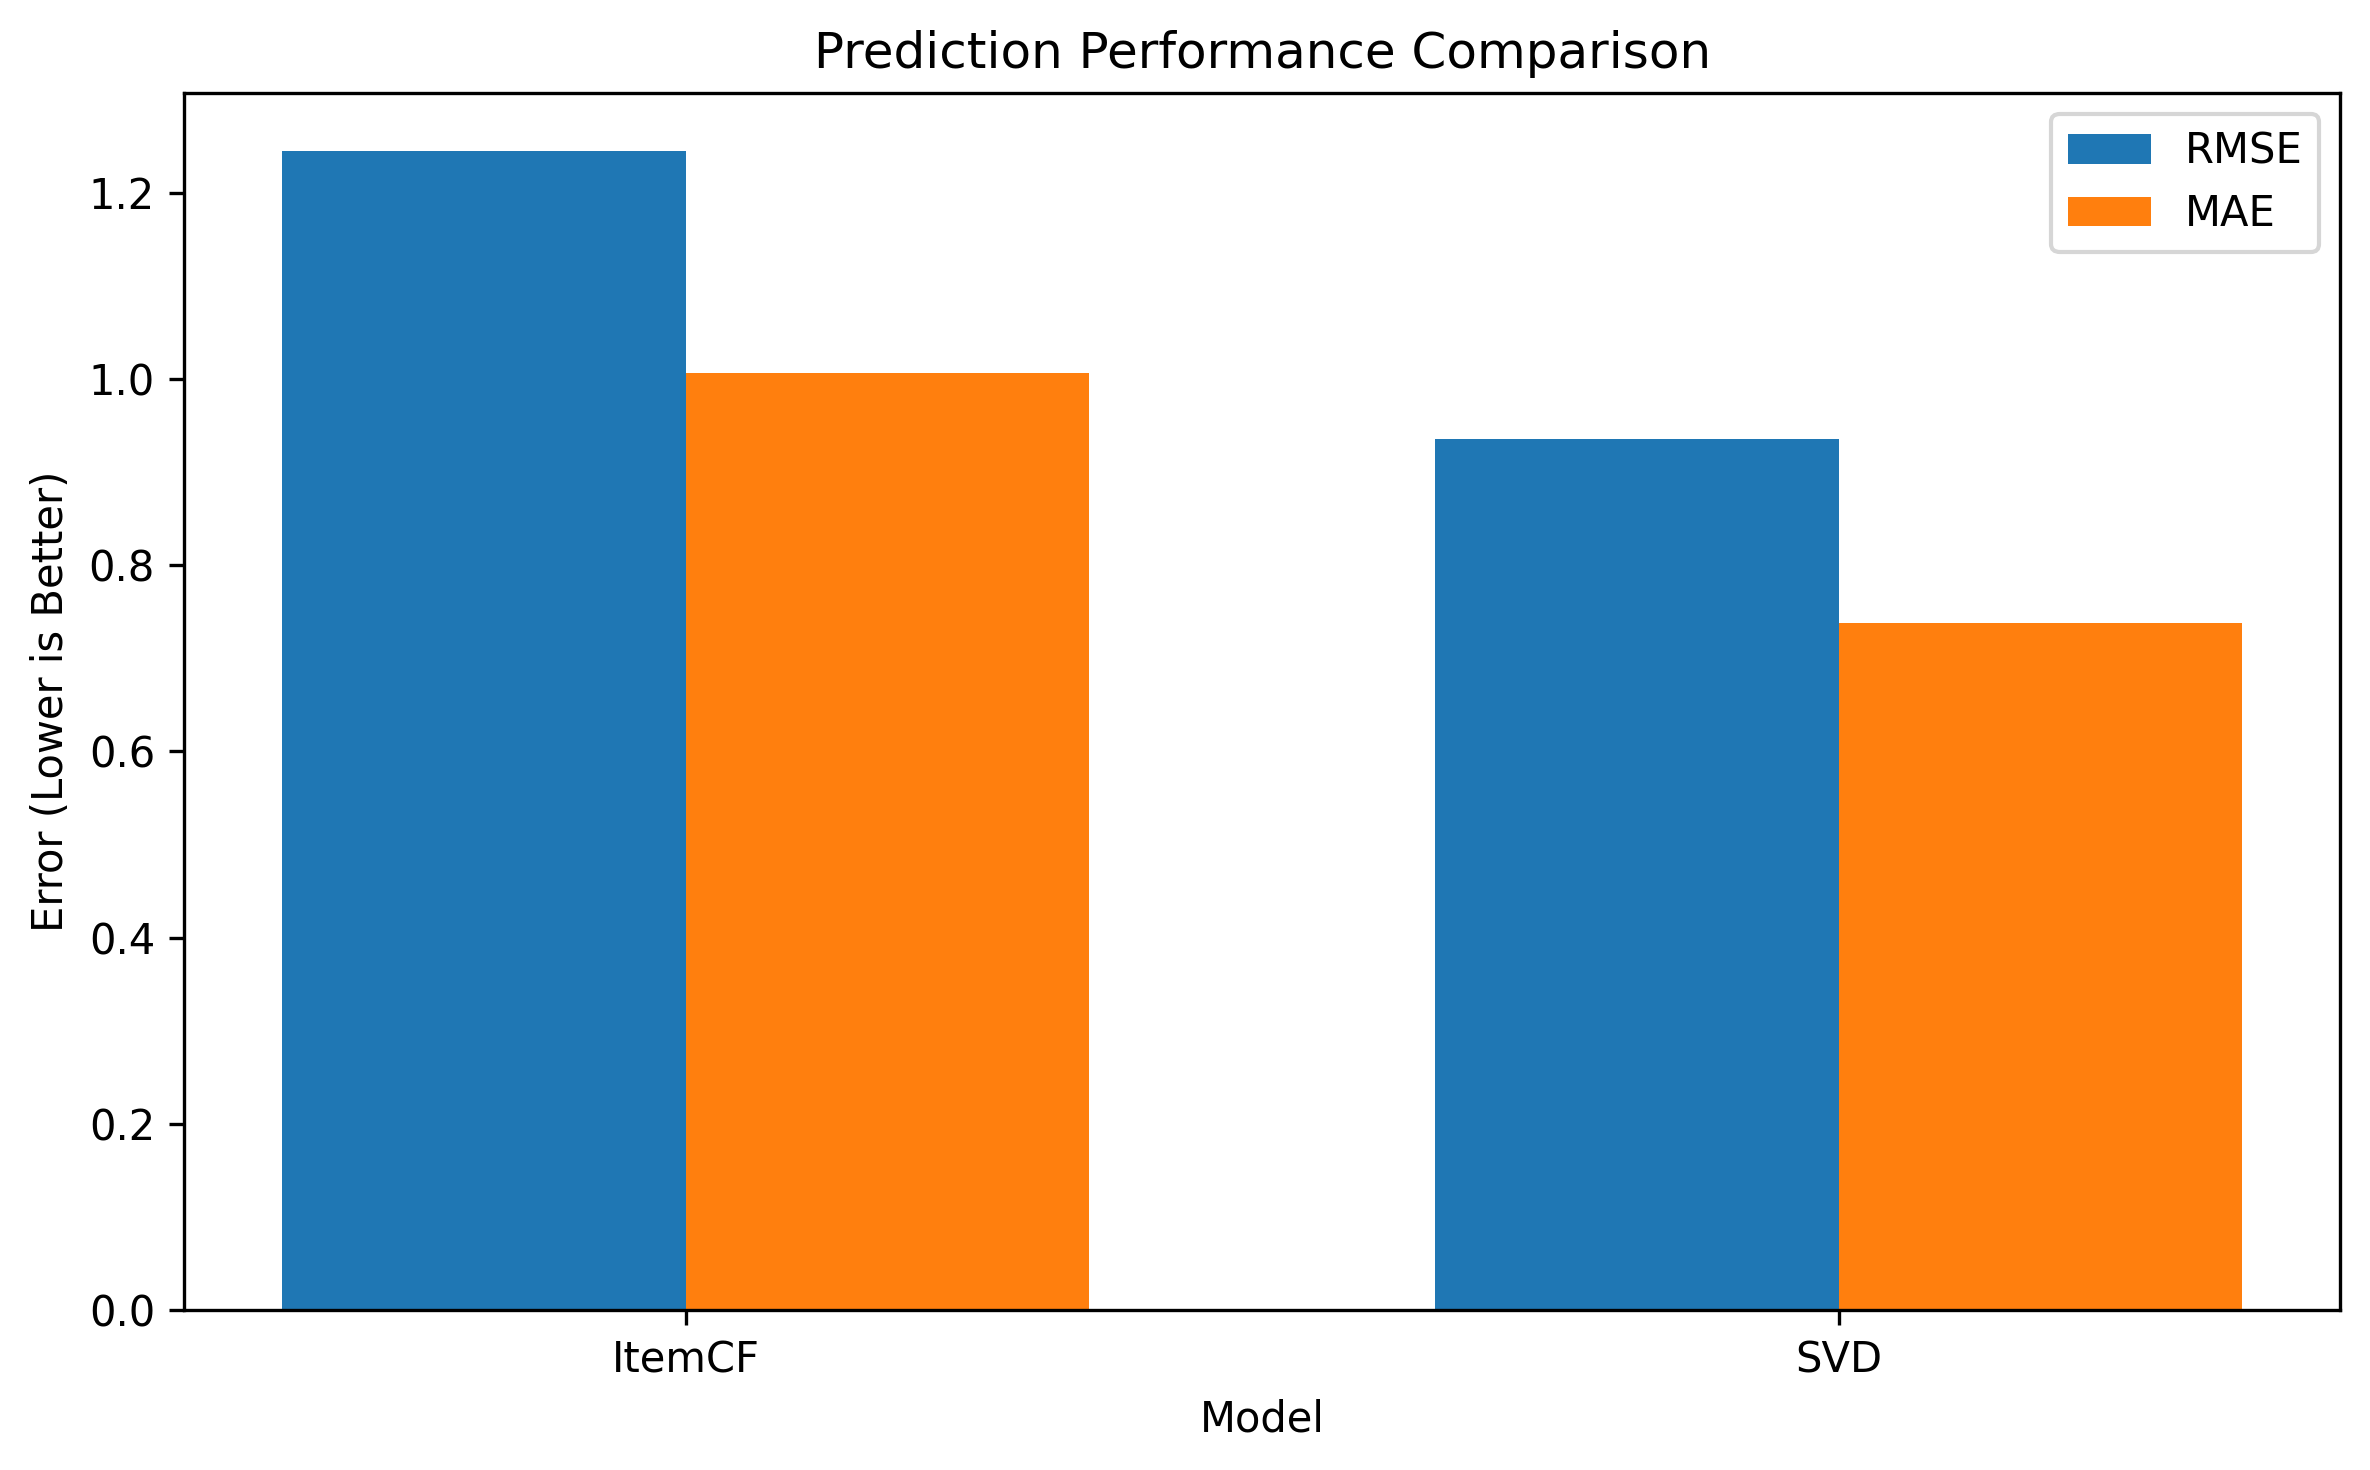 Prediction Performance Comparison
Error (Lower is Better)
1.2
1.0
0.8
0.6
0.4
0.2
0.0
RMSE
MAE
ItemCF
SVD
Model